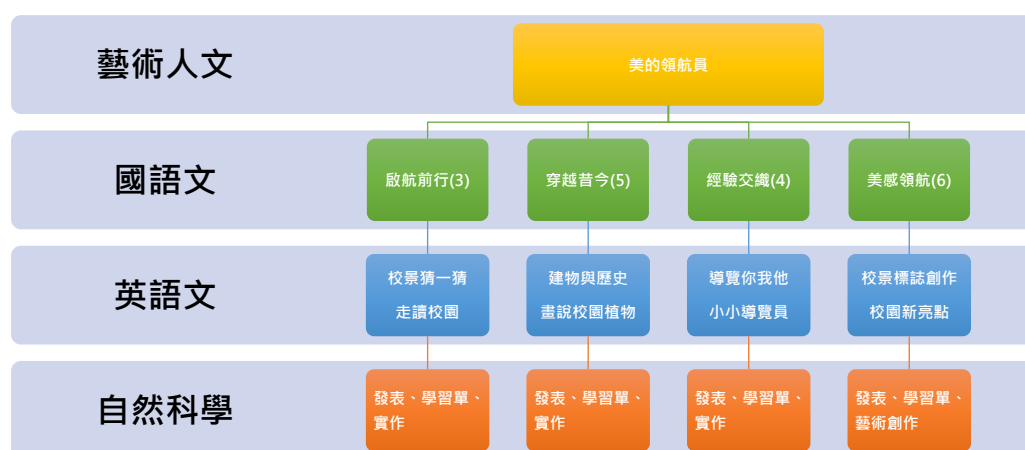 藝術人文
美的領航員
國語文
啟航前行(3)
穿越昔今(5)
經驗交織(4)
美感領航(6)
英語文
校景猜一猜
走讀校園
建物與歷史
畫說校園植物
導覽你我他
小小導覽員
校景標誌創作
校園新亮點
自然科學
發表、學習單、
實作
發表、學習單、
實作
發表、學習單、
實作
發表、學習單、
藝術創作